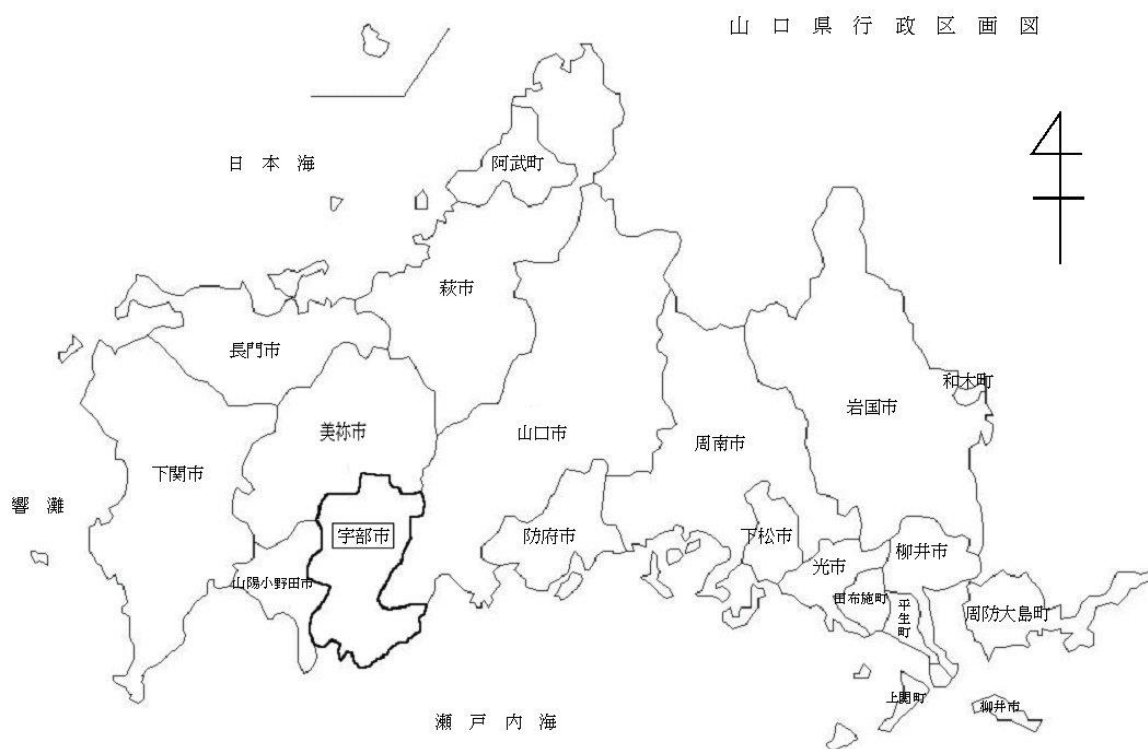 山口県行政区画図
日本海
阿武町
萩市
長門市
和木町
岩国市
美祢市
山口市
周南市
下関市
響灘
宇部市
防府市
下松市
柳井市
光市
山陽小野田市
田布施町
平生町
周防大島町
上関町
柳井市
瀬戸内海